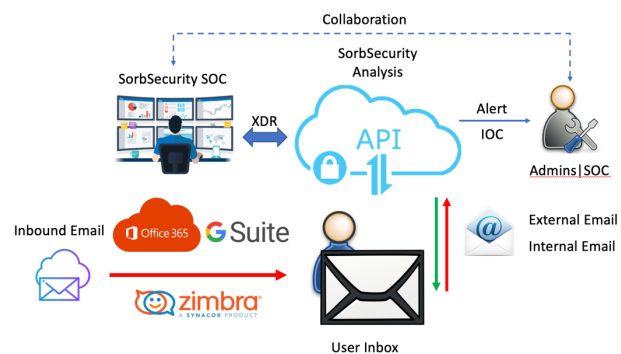 Collaboration
SorbSecurity
Analysis
SorbSecurity SOC
XDR
API
Alert
IOC
Admins|SOC
Inbound Email
Office 365
G Suite
External Email
Internal Email
zimbra®
A SYNACOR PRODUCT
User Inbox